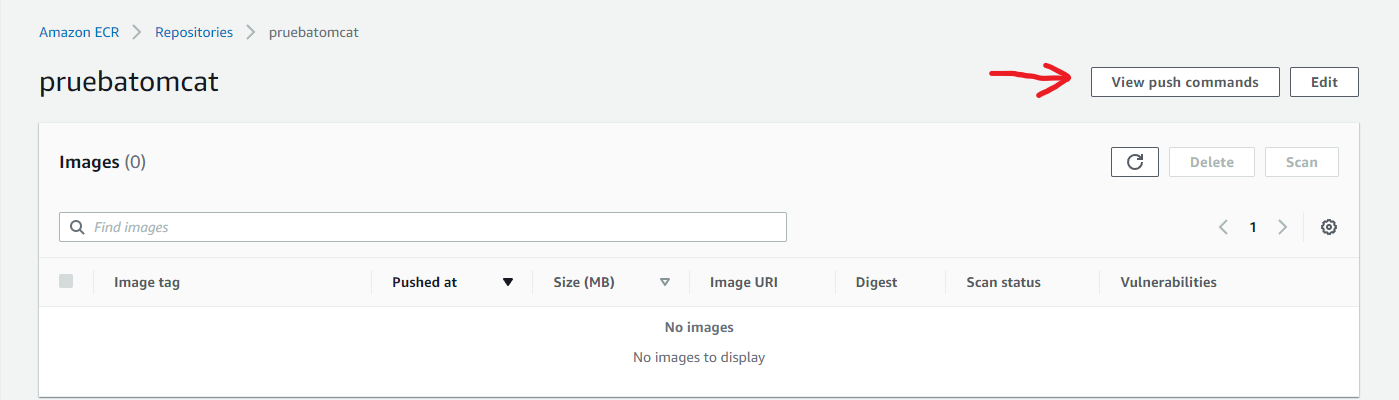 Amazon ECR Repositories pruebatomcat
pruebatomcat
View push commands Edit
Images (0)
Delete Scan
Find images
1
Image tag Pushed at Size (MB) Image URI Digest Scan status Vulnerabilities
No images
No images to display